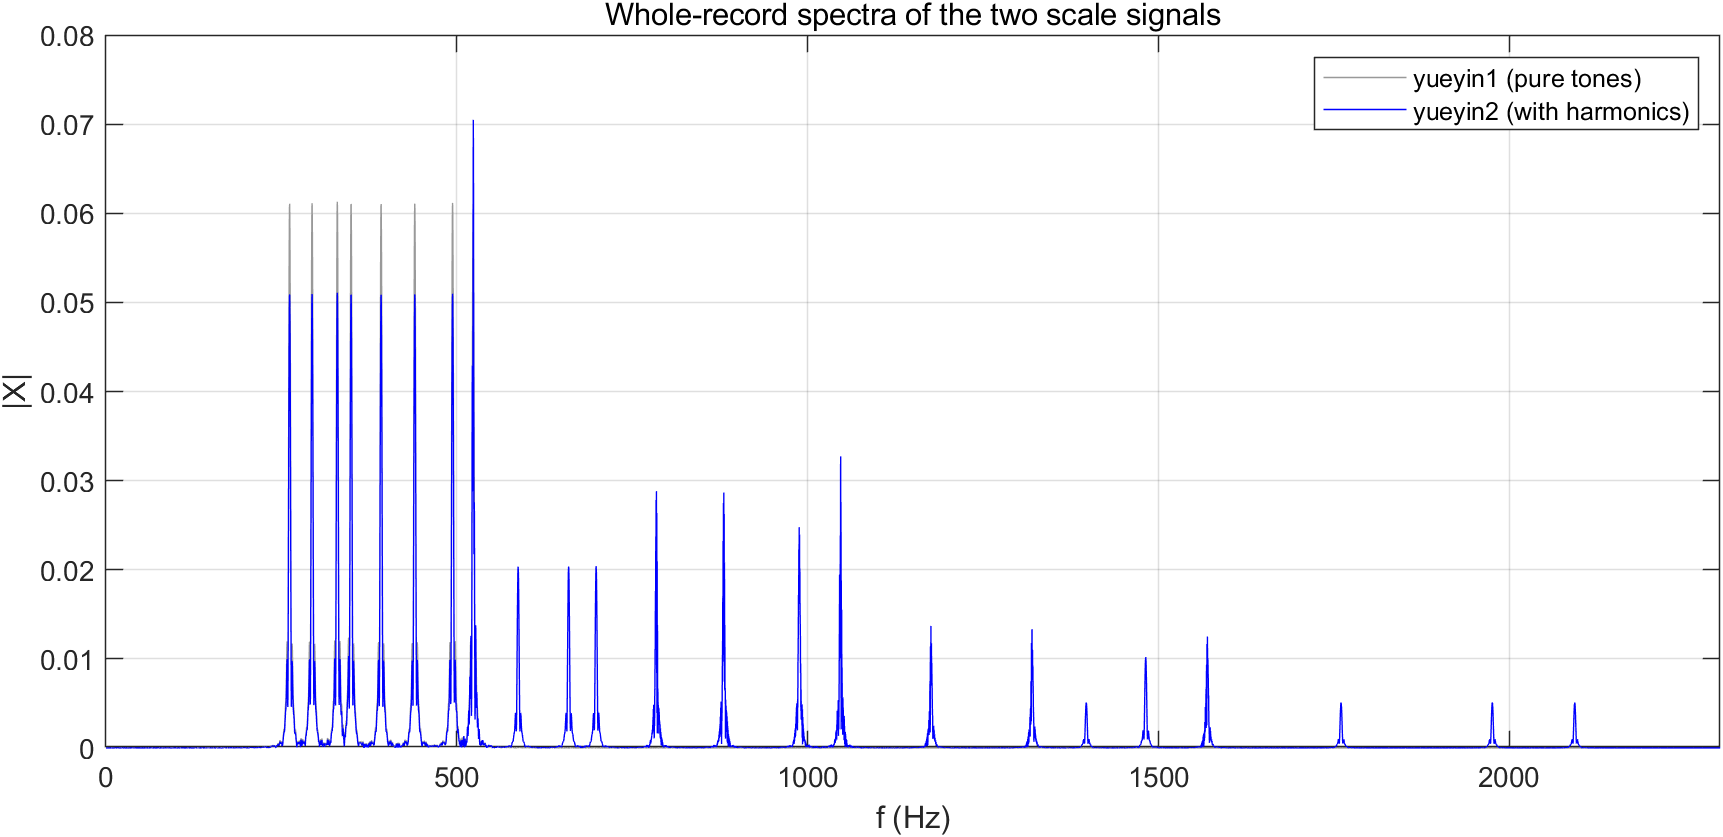 Whole-record spectra of the two scale signals
yueyin1 (pure tones)
yueyin2 (with harmonics)
0.08
0.07
0.06
0.05
0.04
0.03
0.02
0.01
0
|X|
0 500 1000 1500 2000
f (Hz)